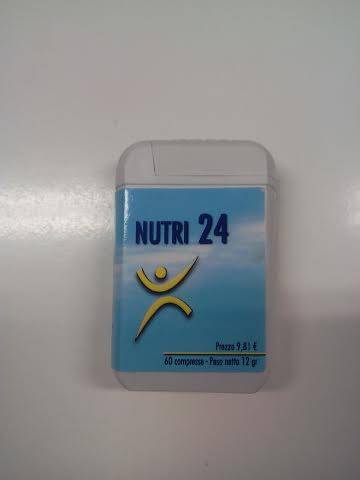 NUTRI 24
Prezzo 9,81 €
60 compresse - Peso netto 12 gr